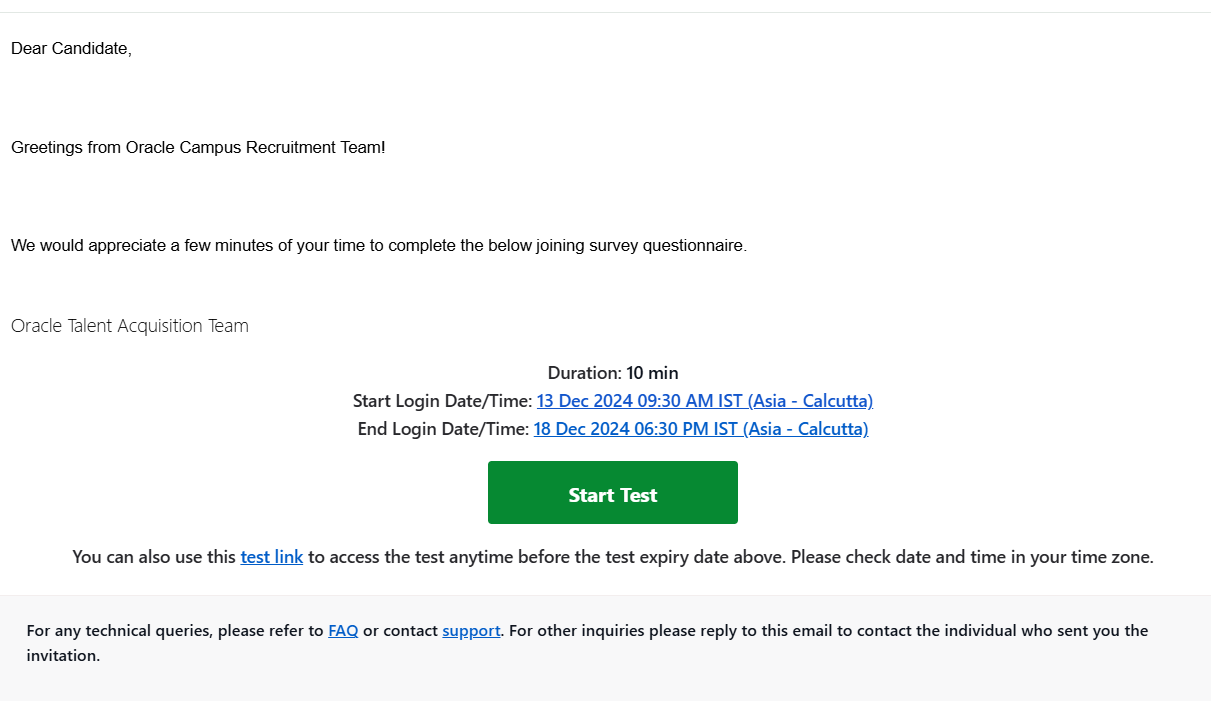 Dear Candidate,
Greetings from Oracle Campus Recruitment Team!
We would appreciate a few minutes of your time to complete the below joining survey questionnaire.
Oracle Talent Acquisition Team
Duration: 10 min
Start Login Date/Time: 13 Dec 2024 09:30 AM IST (Asia - Calcutta)
End Login Date/Time: 18 Dec 2024 06:30 PM IST (Asia - Calcutta)
Start Test
You can also use this test link to access the test anytime before the test expiry date above. Please check date and time in your time zone.
For any technical queries, please refer to FAQ or contact support. For other inquiries please reply to this email to contact the individual who sent you the
invitation.